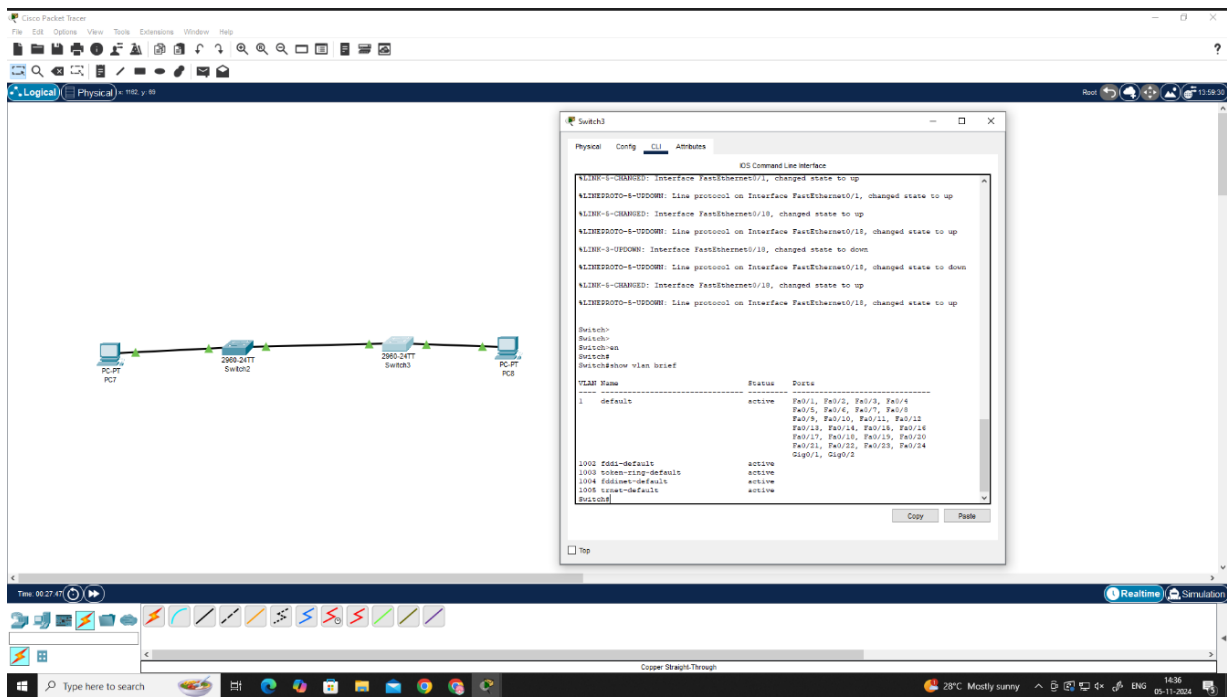 Cisco Packet Tracer
File Edit Options View Tools Extensions Window Help
?
Logical Physical x: 1162, y: 69
Root 13:59:30
Switch3
Physical Config CLI Attributes
IOS Command Line Interface
%LINK-5-CHANGED: Interface FastEthernet0/1, changed state to up
%LINEPROTO-5-UPDOWN: Line protocol on Interface FastEthernet0/1, changed state to up
%LINK-5-CHANGED: Interface FastEthernet0/18, changed state to up
%LINEPROTO-5-UPDOWN: Line protocol on Interface FastEthernet0/18, changed state to up
%LINK-3-UPDOWN: Interface FastEthernet0/18, changed state to down
%LINEPROTO-5-UPDOWN: Line protocol on Interface FastEthernet0/18, changed state to down
%LINK-5-CHANGED: Interface FastEthernet0/18, changed state to up
%LINEPROTO-5-UPDOWN: Line protocol on Interface FastEthernet0/18, changed state to up
Switch>
Switch>
Switch>en
Switch#
Switch#show vlan brief
VLAN Name Status Ports
1 default active Fa0/1, Fa0/2, Fa0/3, Fa0/4
Fa0/5, Fa0/6, Fa0/7, Fa0/8
Fa0/9, Fa0/10, Fa0/11, Fa0/12
Fa0/13, Fa0/14, Fa0/15, Fa0/16
Fa0/17, Fa0/18, Fa0/19, Fa0/20
Fa0/21, Fa0/22, Fa0/23, Fa0/24
Gig0/1, Gig0/2
1002 fddi-default active
1003 token-ring-default active
1004 fddinet-default active
1005 trnet-default active
Switch#
Copy Paste
Top
PC-PT
PC7
2960-24TT
Switch2
2960-24TT
Switch3
PC-PT
PC8
Time: 00:27:47
Realtime Simulation
Copper Straight-Through
Type here to search
28°C Mostly sunny
ENG
14:36
05-11-2024